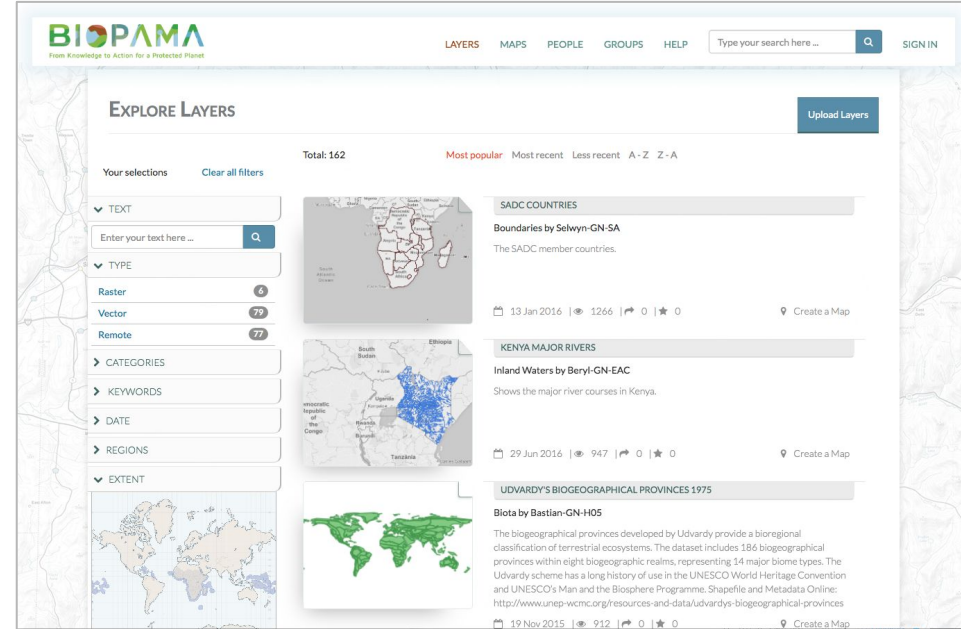 BIOPAMA
From Knowledge to Action for a Protected Planet
LAYERS MAPS PEOPLE GROUPS HELP Type your search here ... SIGN IN
EXPLORE LAYERS
Upload Layers
Total: 162 Most popular Most recent Less recent A - Z Z - A
Your selections Clear all filters
TEXT
Enter your text here ...
TYPE
Raster 6
Vector 79
Remote 77
CATEGORIES
KEYWORDS
DATE
REGIONS
EXTENT
SADC COUNTRIES
Boundaries by Selwyn-GN-SA
The SADC member countries.
13 Jan 2016 | 1266 | 0 | 0 Create a Map
Ethiopia
South
Sudan
Uganda
Rwanda
Burundi
Tanzania
Republic
of
the
Congo
KENYA MAJOR RIVERS
Inland Waters by Beryl-GN-EAC
Shows the major river courses in Kenya.
29 Jun 2016 | 947 | 0 | 0 Create a Map
UDVARDY'S BIOGEOGRAPHICAL PROVINCES 1975
Biota by Bastian-GN-H05
The biogeographical provinces developed by Udvardy provide a bioregional
classification of terrestrial ecosystems. The dataset includes 186 biogeographical
provinces within eight biogeographic realms, representing 14 major biome types. The
Udvardy scheme has a long history of use in the UNESCO World Heritage Convention
and UNESCO's Man and the Biosphere Programme. Shapefile and Metadata Online:
http://www.unep-wcmc.org/resources-and-data/udvardys-biogeographical-provinces
19 Nov 2015 | 912 | 0 | 0 Create a Map